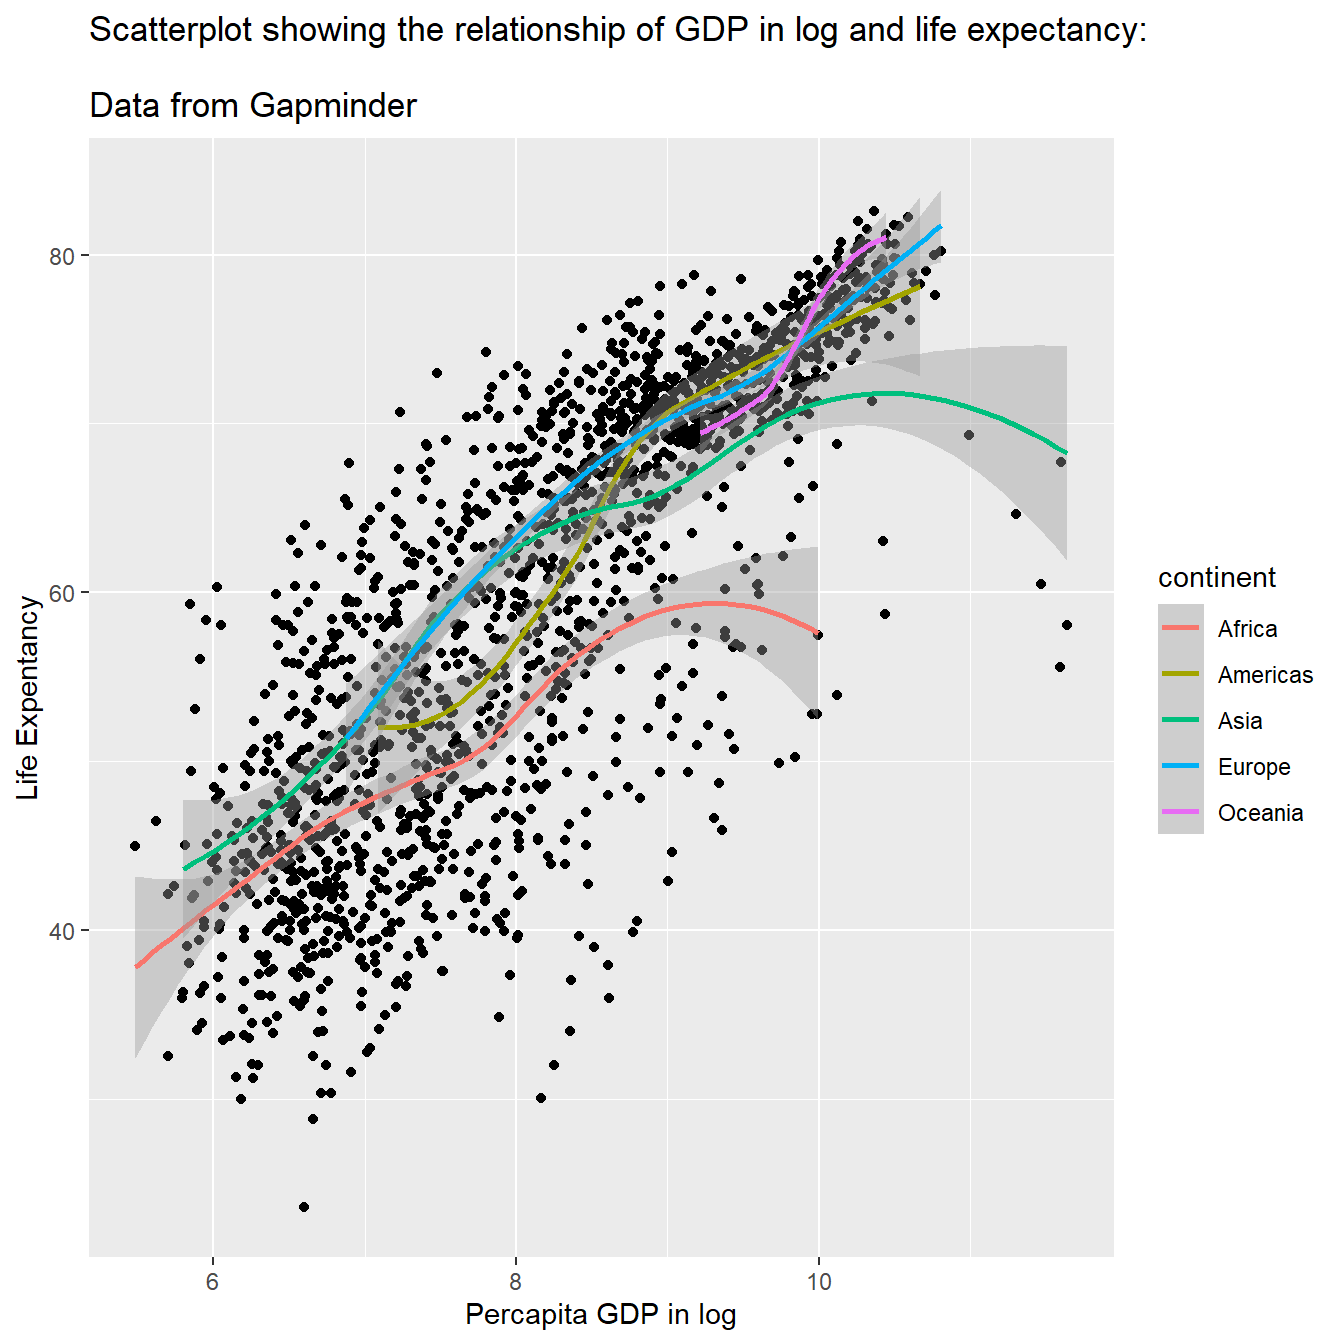 Scatterplot showing the relationship of GDP in log and life expectancy:
Data from Gapminder
80
60
40
Life Expentancy
6
8
10
Percapita GDP in log
continent
Africa
Americas
Asia
Europe
Oceania